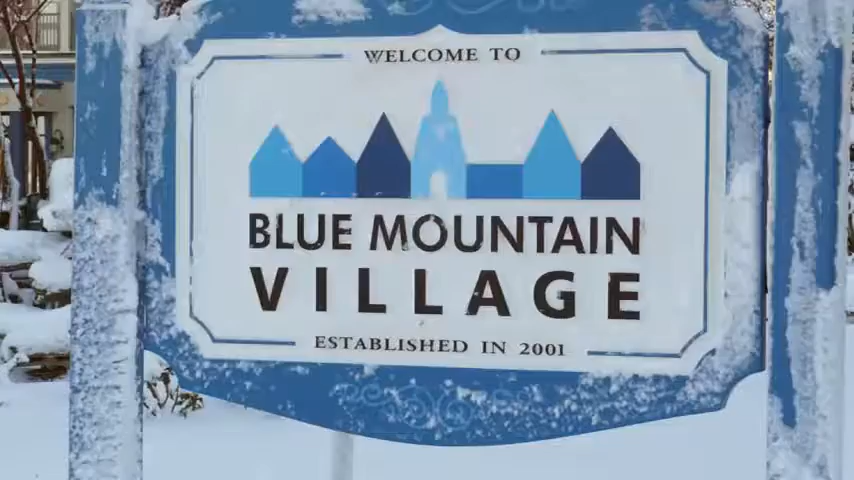 WELCOME TO
BLUE MOUNTAIN
VILLAGE
ESTABLISHED IN 2001